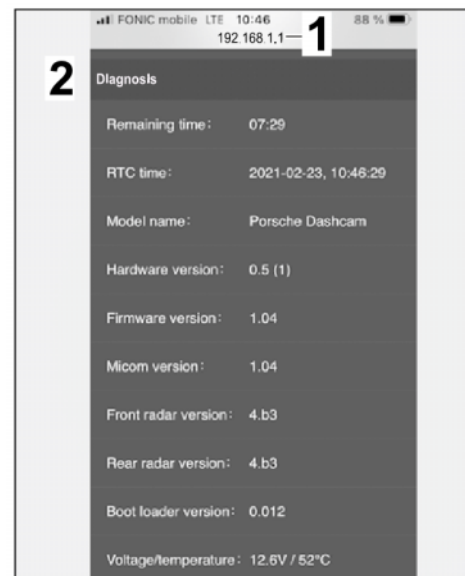 FONIC mobile LTE 10:46 88 %
192.168.1.1 1
2 Diagnosis
Remaining time: 07:29
RTC time: 2021-02-23, 10:46:29
Model name: Porsche Dashcam
Hardware version: 0.5 (1)
Firmware version: 1.04
Micom version: 1.04
Front radar version: 4.b3
Rear radar version: 4.b3
Boot loader version: 0.012
Voltage/temperature: 12.6V / 52°C